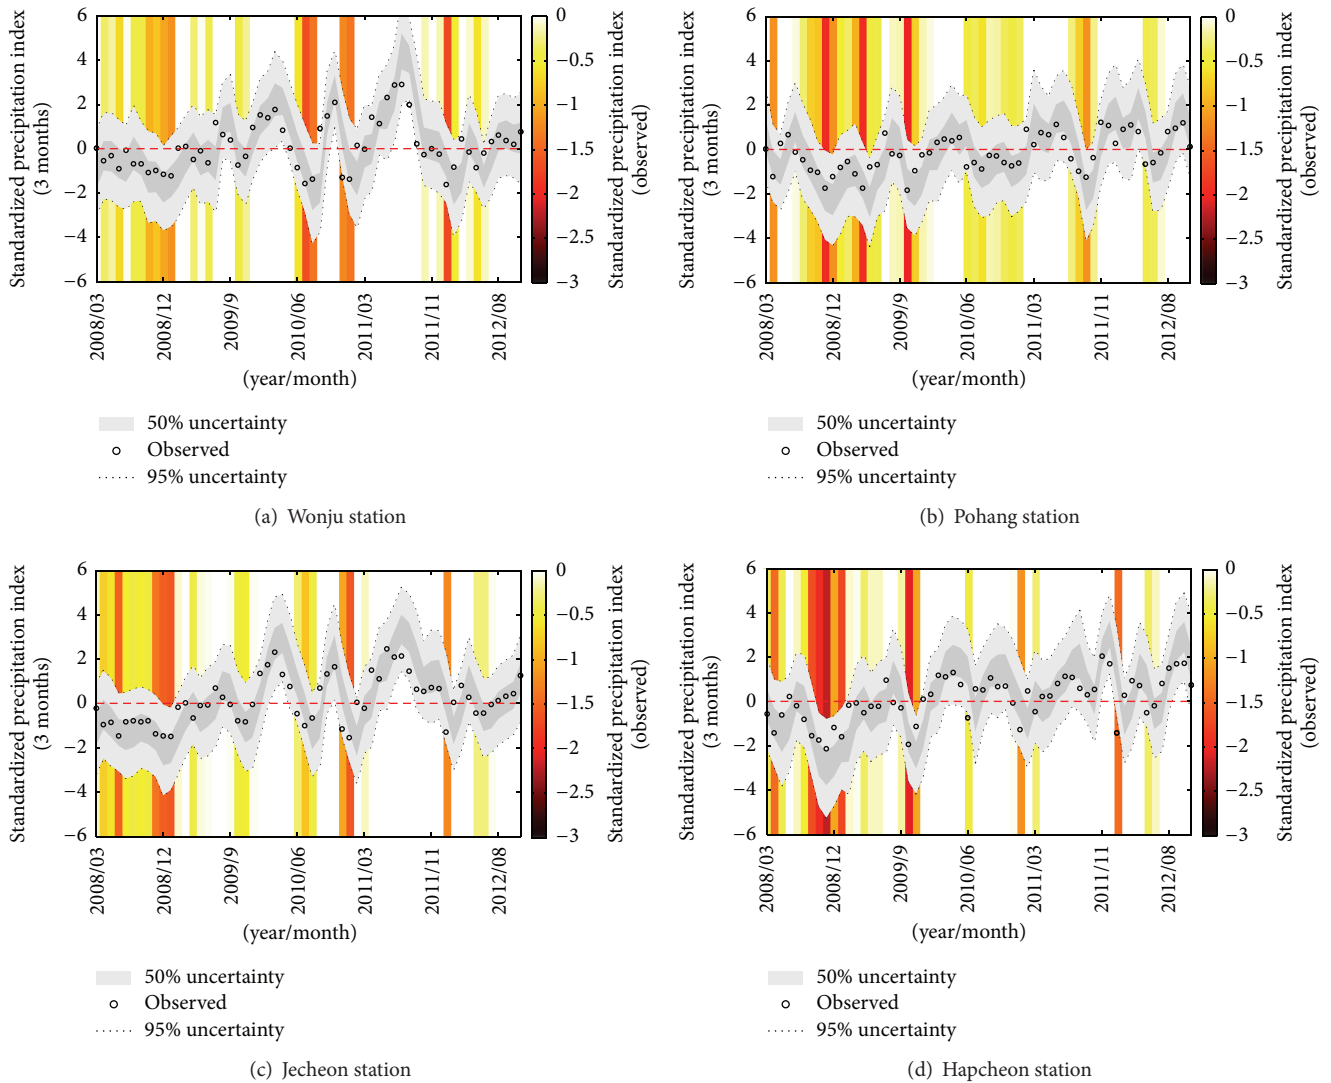 Standardized precipitation index
(3 months)
6
4
2
0
−2
−4
−6
2008/03
2008/12
2009/9
2010/06
2011/03
2011/11
2012/08
(year/month)
0
−0.5
−1
−1.5
−2
−2.5
−3
Standardized precipitation index
(observed)
50% uncertainty
Observed
95% uncertainty
(a) Wonju station
Standardized precipitation index
(3 months)
6
4
2
0
−2
−4
−6
2008/03
2008/12
2009/9
2010/06
2011/03
2011/11
2012/08
(year/month)
0
−0.5
−1
−1.5
−2
−2.5
−3
Standardized precipitation index
(observed)
50% uncertainty
Observed
95% uncertainty
(b) Pohang station
Standardized precipitation index
(3 months)
6
4
2
0
−2
−4
−6
2008/03
2008/12
2009/9
2010/06
2011/03
2011/11
2012/08
(year/month)
0
−0.5
−1
−1.5
−2
−2.5
−3
Standardized precipitation index
(observed)
50% uncertainty
Observed
95% uncertainty
(c) Jecheon station
Standardized precipitation index
(3 months)
6
4
2
0
−2
−4
−6
2008/03
2008/12
2009/9
2010/06
2011/03
2011/11
2012/08
(year/month)
0
−0.5
−1
−1.5
−2
−2.5
−3
Standardized precipitation index
(observed)
50% uncertainty
Observed
95% uncertainty
(d) Hapcheon station